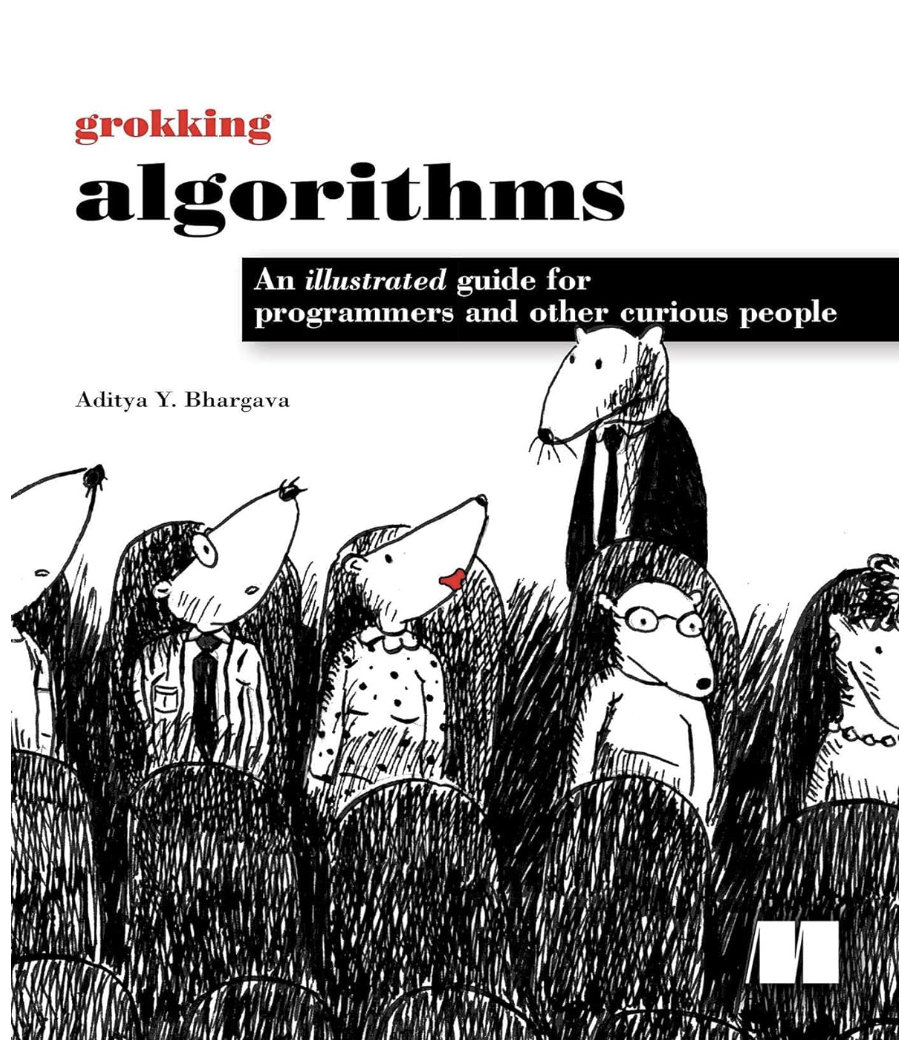 grokking
algorithms
An illustrated guide for
programmers and other curious people
Aditya Y. Bhargava